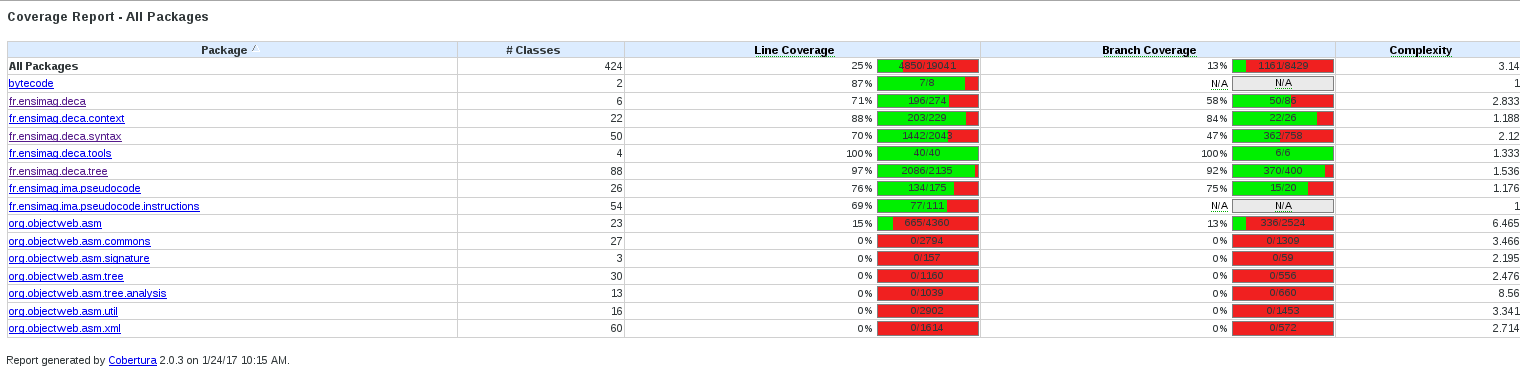 Coverage Report - All Packages
Package # Classes Line Coverage Branch Coverage Complexity
All Packages 424 25% 4850/19041 13% 1161/8429 3.14
bytecode 2 87% 7/8 N/A N/A 1
fr.ensimag.deca 6 71% 196/274 58% 50/86 2.833
fr.ensimag.deca.context 22 88% 203/229 84% 22/26 1.188
fr.ensimag.deca.syntax 50 70% 1442/2043 47% 362/758 2.12
fr.ensimag.deca.tools 4 100% 40/40 100% 6/6 1.333
fr.ensimag.deca.tree 88 97% 2086/2135 92% 370/400 1.536
fr.ensimag.ima.pseudocode 26 76% 134/175 75% 15/20 1.176
fr.ensimag.ima.pseudocode.instructions 54 69% 77/111 N/A N/A 1
org.objectweb.asm 23 15% 665/4360 13% 336/2524 6.465
org.objectweb.asm.commons 27 0% 0/2794 0% 0/1309 3.466
org.objectweb.asm.signature 3 0% 0/157 0% 0/59 2.195
org.objectweb.asm.tree 30 0% 0/1160 0% 0/556 2.476
org.objectweb.asm.tree.analysis 13 0% 0/1039 0% 0/660 8.56
org.objectweb.asm.util 16 0% 0/2902 0% 0/1453 3.341
org.objectweb.asm.xml 60 0% 0/1614 0% 0/572 2.714
Report generated by Cobertura 2.0.3 on 1/24/17 10:15 AM.